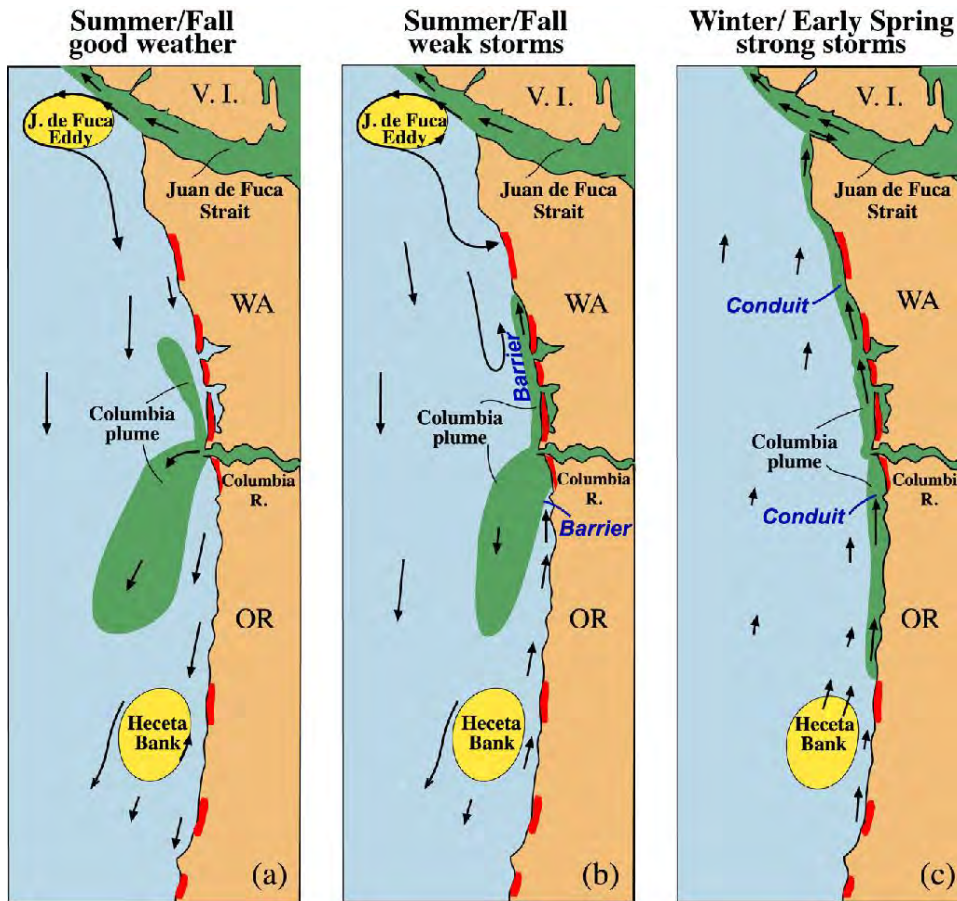 Summer/Fall
good weather
V. I.
J. de Fuca
Eddy
Juan de Fuca
Strait
WA
Columbia
plume
Columbia
R.
OR
Heceta
Bank
(a)
Summer/Fall
weak storms
V. I.
J. de Fuca
Eddy
Juan de Fuca
Strait
WA
Barrier
Columbia
plume
Columbia
R.
Barrier
OR
Heceta
Bank
(b)
Winter/ Early Spring
strong storms
V. I.
Juan de Fuca
Strait
Conduit
WA
Columbia
plume
Columbia
R.
Conduit
OR
Heceta
Bank
(c)